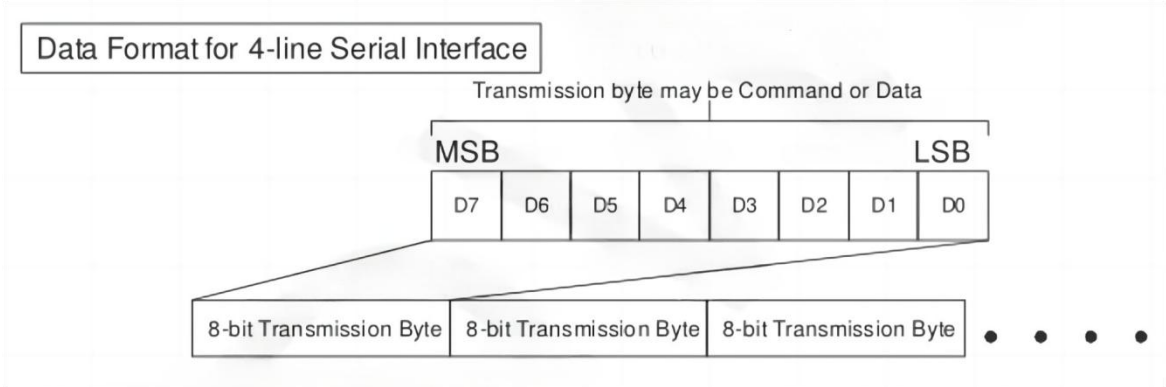 Data Format for 4-line Serial Interface
Transmission byte may be Command or Data
MSB LSB
D7 D6 D5 D4 D3 D2 D1 D0
8-bit Transmission Byte 8-bit Transmission Byte 8-bit Transmission Byte